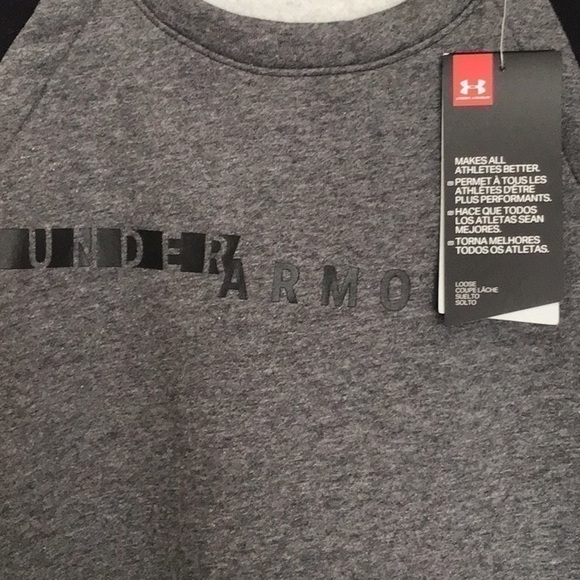 UNDER
ARMO
MAKES ALL
ATHLETES BETTER.
PERMET À TOUS LES
ATHLÈTES D'ÊTRE
PLUS PERFORMANTS.
HACE QUE TODOS
LOS ATLETAS SEAN
MEJORES.
TORNA MELHORES
TODOS OS ATLETAS.
LOOSE
COUPE LÂCHE
SUELTO
SOLTO